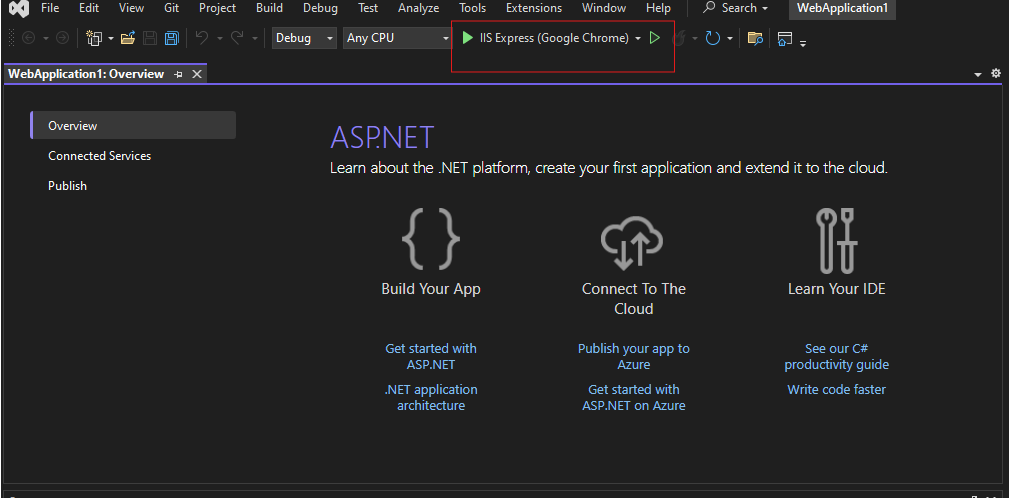 File Edit View Git Project Build Debug Test Analyze Tools Extensions Window Help Search WebApplication1
Debug Any CPU IIS Express (Google Chrome)
WebApplication1: Overview
Overview
Connected Services
Publish
ASP.NET
Learn about the .NET platform, create your first application and extend it to the cloud.
Build Your App
Get started with
ASP.NET
.NET application
architecture
Connect To The
Cloud
Publish your app to
Azure
Get started with
ASP.NET on Azure
Learn Your IDE
See our C#
productivity guide
Write code faster